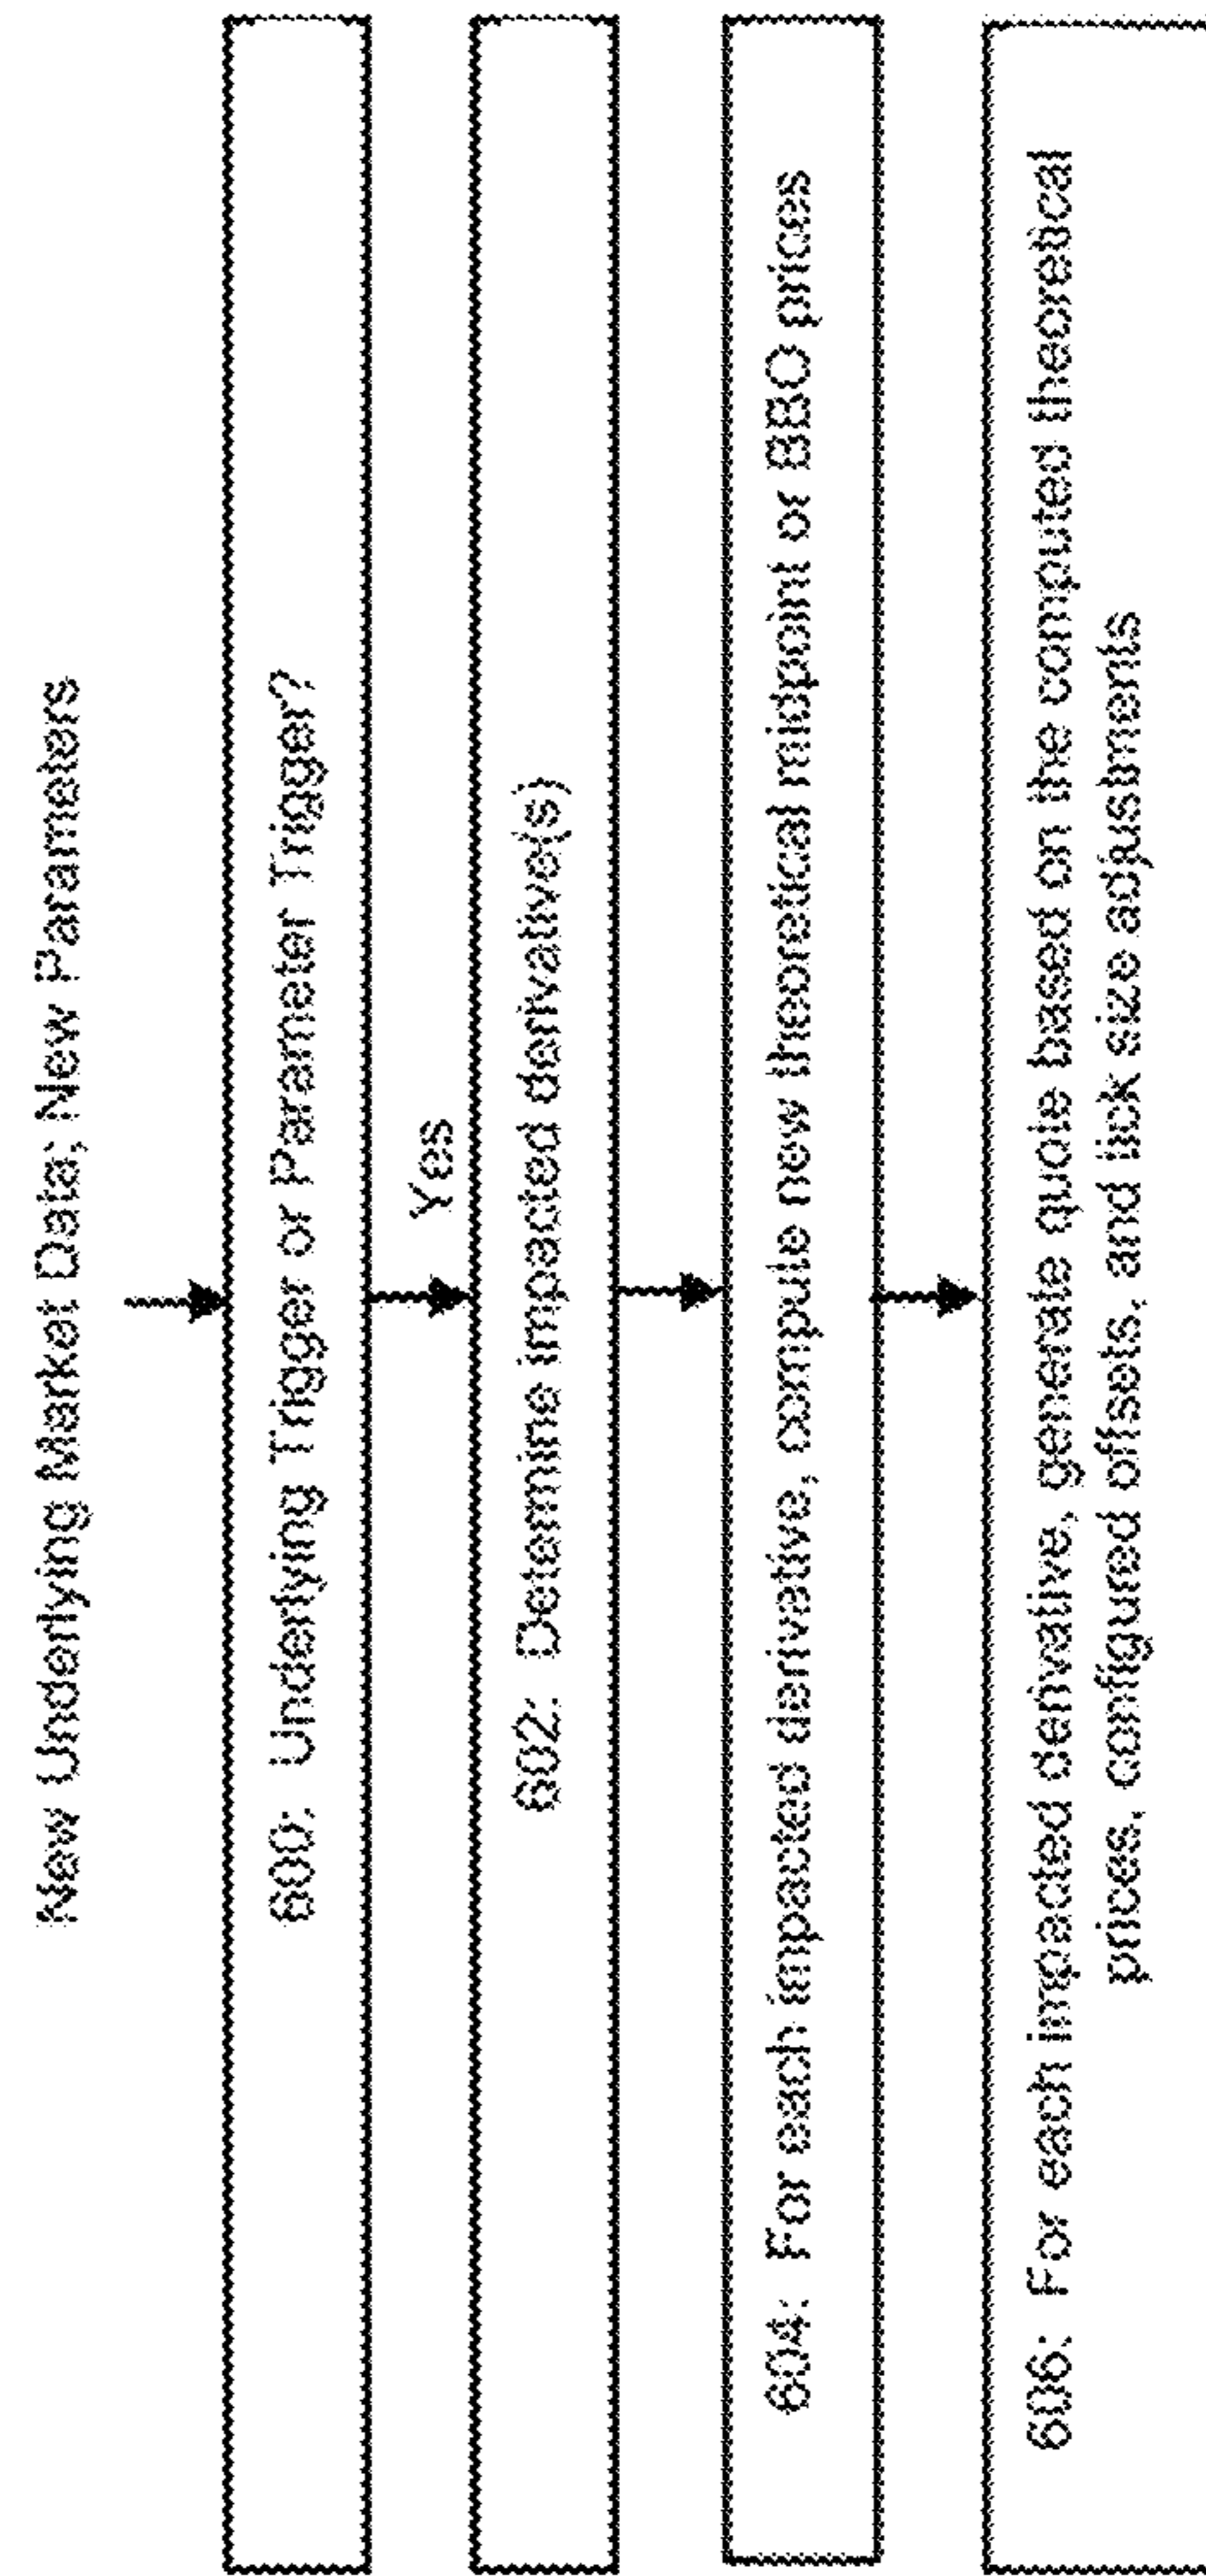 New Underlying Market Data; New Parameters
600: Underlying Trigger or Parameter Trigger?
Yes
602: Determine impacted derivative(s)
604: For each impacted derivative, compute new theoretical midpoint or BBO prices
606: For each impacted derivative, generate quote based on the computed theoretical
prices, configured offsets, and tick size adjustments